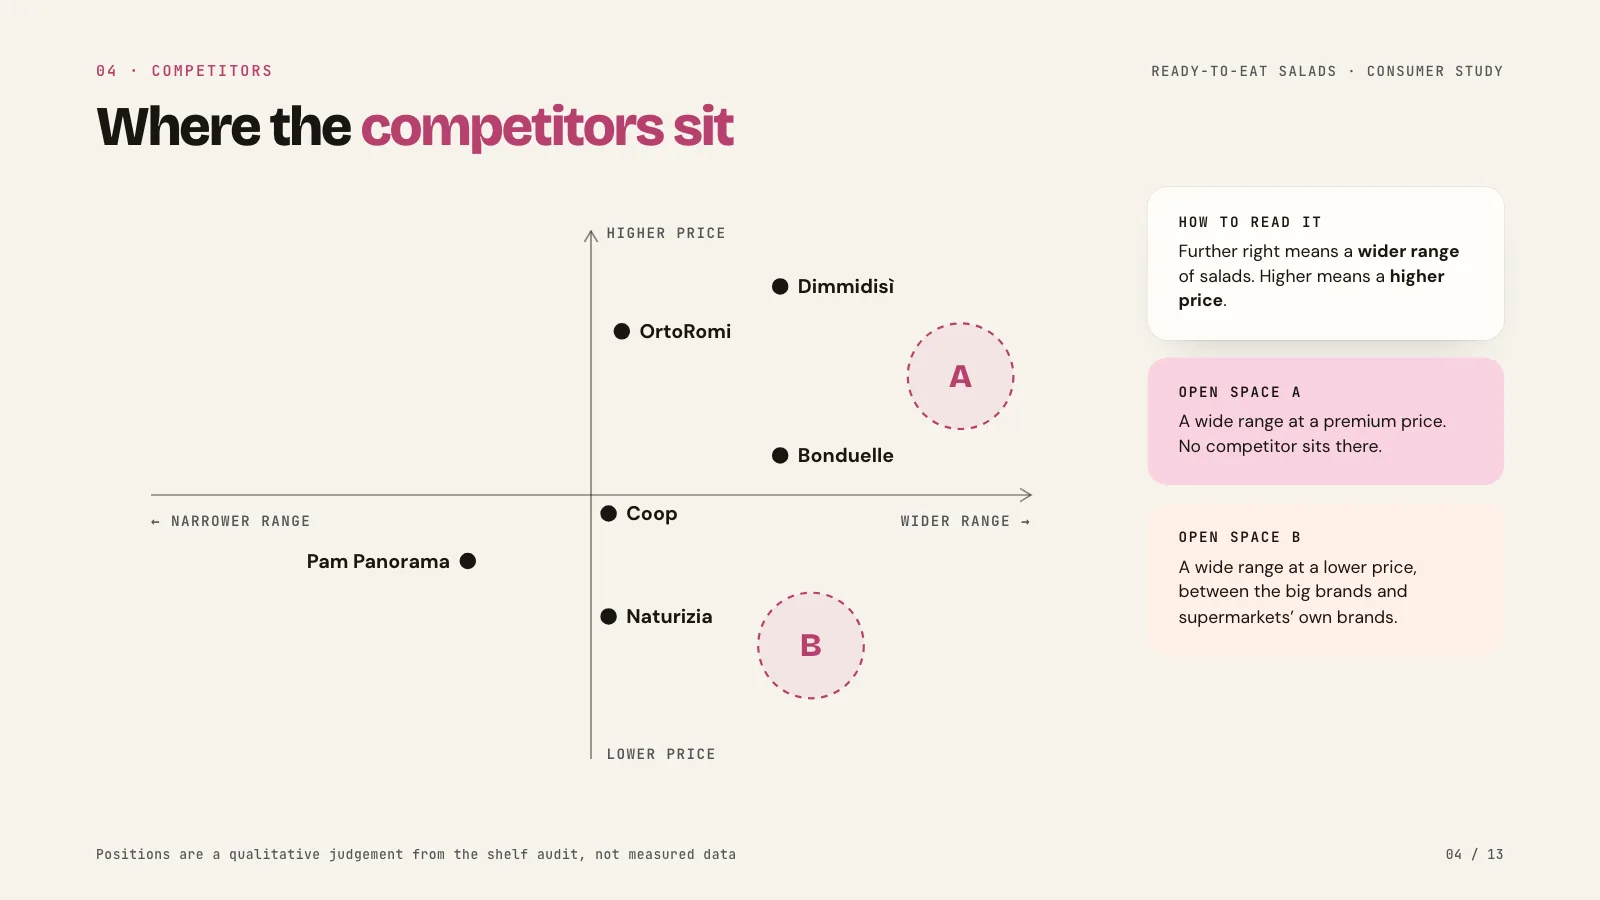 04 · COMPETITORS
READY-TO-EAT SALADS · CONSUMER STUDY
Where the competitors sit
HIGHER PRICE
Dimmidisì
OrtoRomi
A
Bonduelle
← NARROWER RANGE
Coop
WIDER RANGE →
Pam Panorama
Naturizia
B
LOWER PRICE
HOW TO READ IT
Further right means a wider range
of salads. Higher means a higher
price.
OPEN SPACE A
A wide range at a premium price.
No competitor sits there.
OPEN SPACE B
A wide range at a lower price,
between the big brands and
supermarkets’ own brands.
Positions are a qualitative judgement from the shelf audit, not measured data
04 / 13